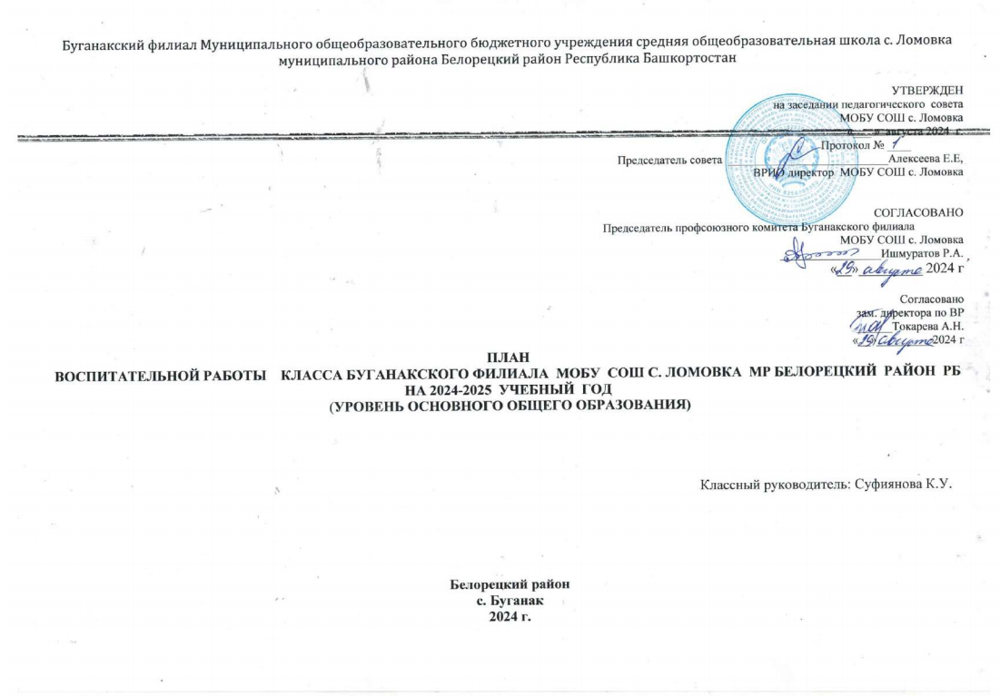 Буганакский филиал Муниципального общеобразовательного бюджетного учреждения средняя общеобразовательная школа с. Ломовка
муниципального района Белорецкий район Республика Башкортостан
УТВЕРЖДЕН
на заседании педагогического совета
МОБУ СОШ с. Ломовка
августа 2024 г.
Протокол № 1
Председатель совета Алексеева Е.Е,
ВРИО директор МОБУ СОШ с. Ломовка
СОГЛАСОВАНО
Председатель профсоюзного комитета Буганакского филиала
МОБУ СОШ с. Ломовка
Ишмуратов Р.А.
«29» августа 2024 г
Согласовано
зам. директора по ВР
Токарева А.Н.
«29» августа 2024 г
ПЛАН
ВОСПИТАТЕЛЬНОЙ РАБОТЫ КЛАССА БУГАНАКСКОГО ФИЛИАЛА МОБУ СОШ С. ЛОМОВКА МР БЕЛОРЕЦКИЙ РАЙОН РБ
НА 2024-2025 УЧЕБНЫЙ ГОД
(УРОВЕНЬ ОСНОВНОГО ОБЩЕГО ОБРАЗОВАНИЯ)
Классный руководитель: Суфиянова К.У.
Белорецкий район
с. Буганак
2024 г.